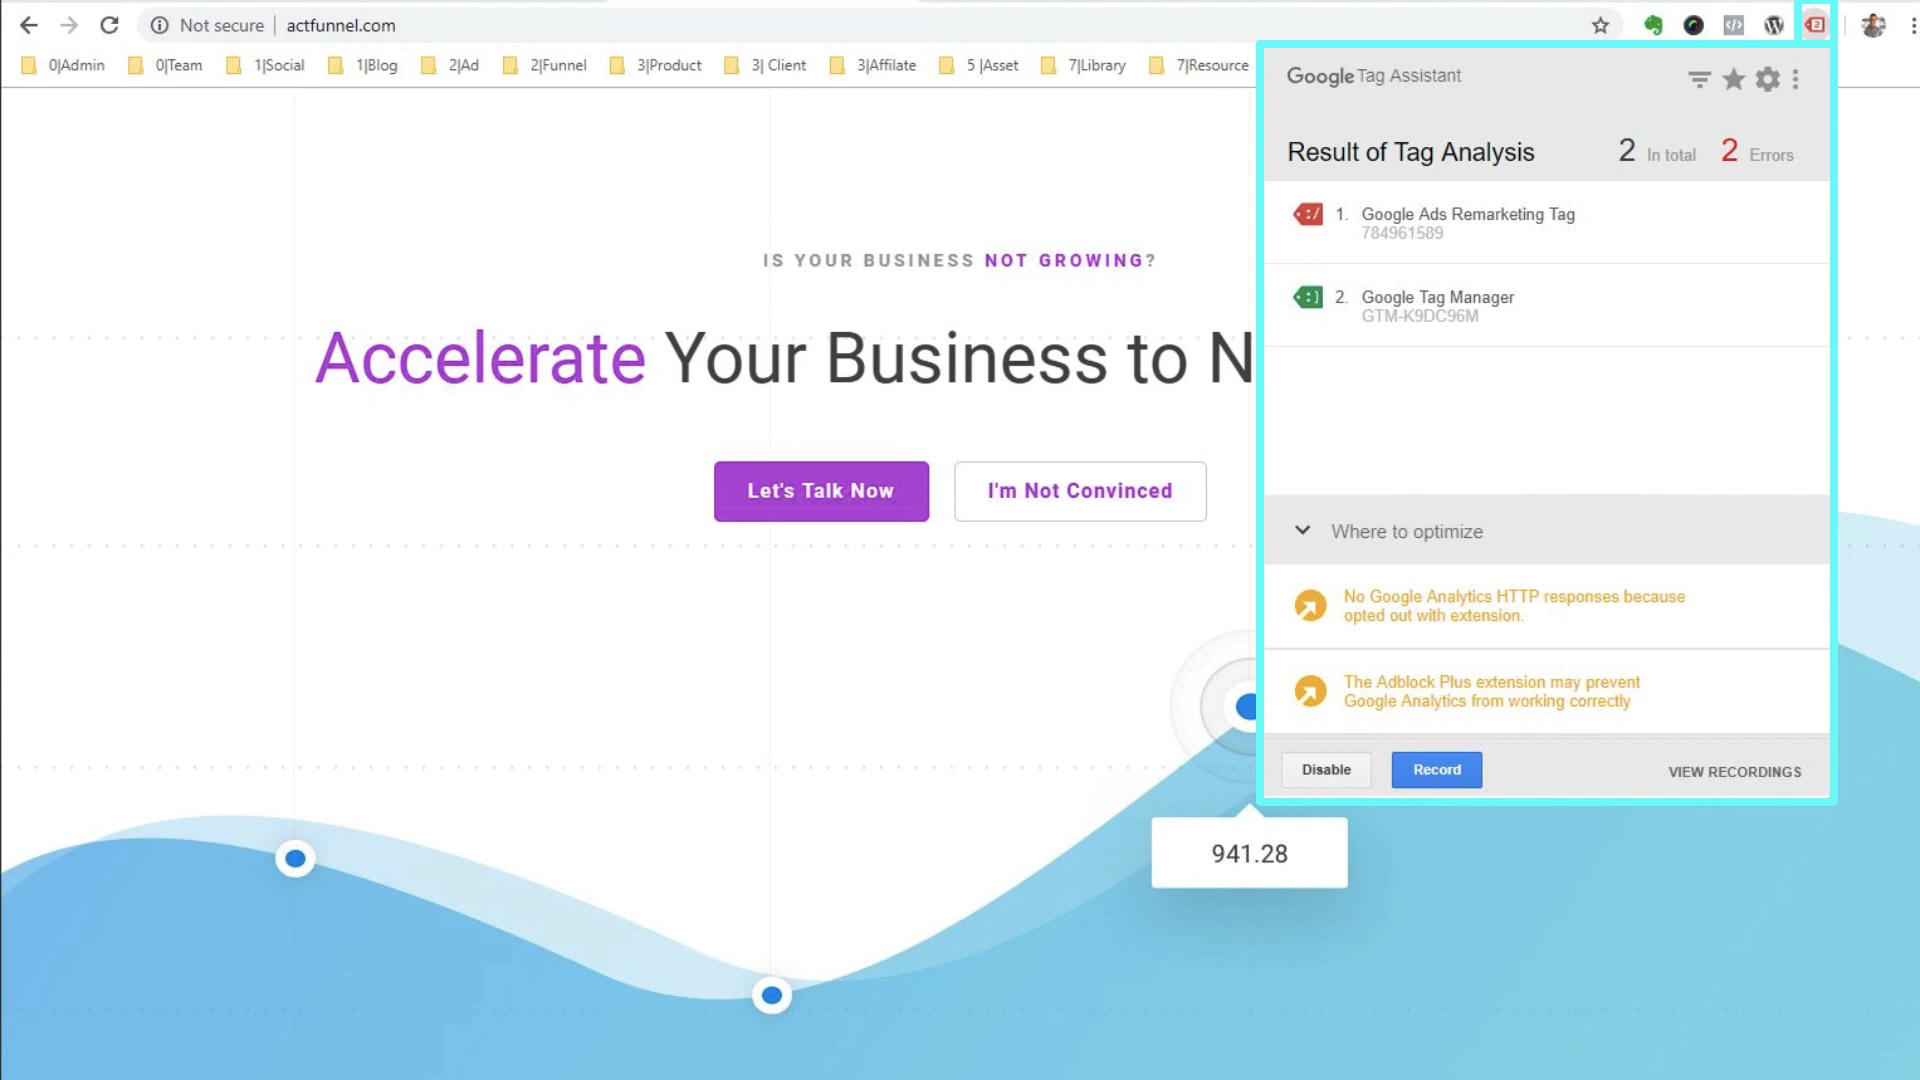 Not secure | actfunnel.com
0|Admin 0|Team 1|Social 1|Blog 2|Ad 2|Funnel 3|Product 3| Client 3|Affilate 5 |Asset 7|Library 7|Resource
IS YOUR BUSINESS NOT GROWING?
Accelerate Your Business to N
Let's Talk Now
I'm Not Convinced
941.28
2
Google Tag Assistant
Result of Tag Analysis 2 In total 2 Errors
1. Google Ads Remarketing Tag
784961589
2. Google Tag Manager
GTM-K9DC96M
Where to optimize
No Google Analytics HTTP responses because
opted out with extension.
The Adblock Plus extension may prevent
Google Analytics from working correctly
Disable Record VIEW RECORDINGS